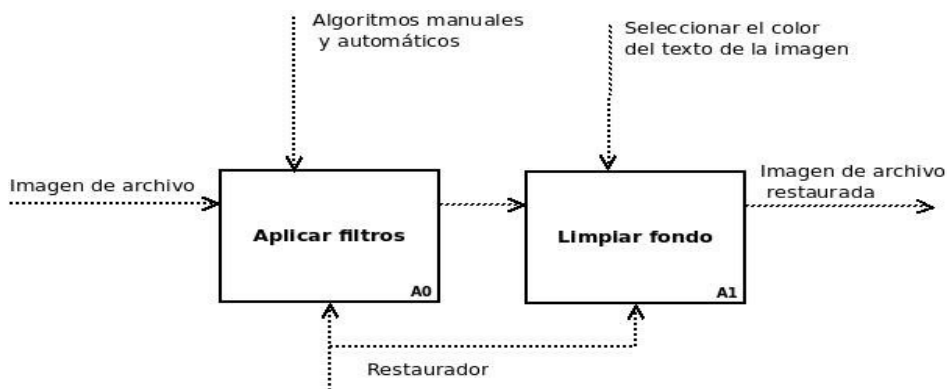 Algoritmos manuales
y automáticos
Seleccionar el color
del texto de la imagen
Imagen de archivo
Imagen de archivo
restaurada
Aplicar filtros
A0
Limpiar fondo
A1
Restaurador